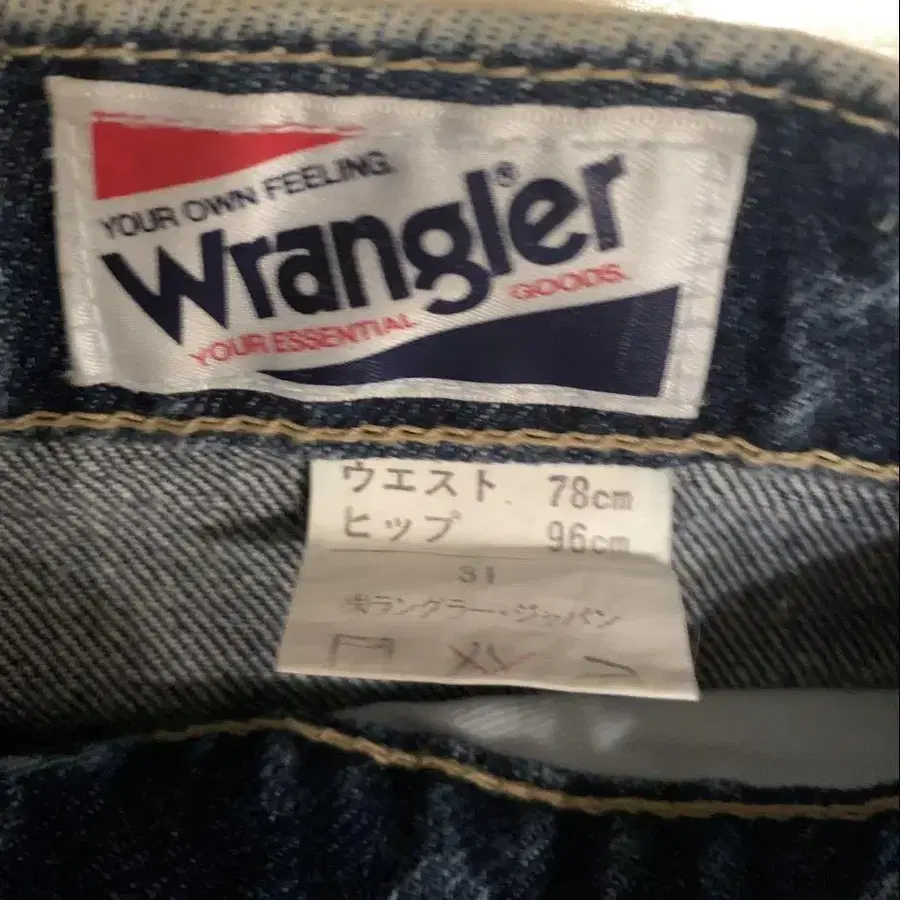 YOUR OWN FEELING.
Wrangler®
YOUR ESSENTIAL GOODS.
ウエスト 78cm
ヒップ 96cm
31
㈱ラングラー・ジャパン